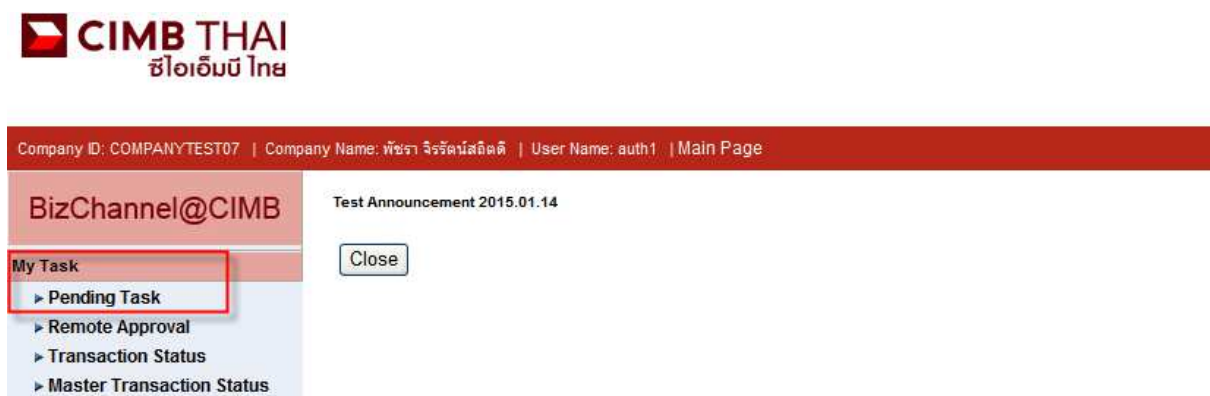 CIMB THAI
ซีไอเอ็มบี ไทย
Company ID: COMPANYTEST07 | Company Name: พัชรา จิรรัตน์สถิตดี | User Name: auth1 | Main Page
BizChannel@CIMB
Test Announcement 2015.01.14
Close
My Task
Pending Task
Remote Approval
Transaction Status
Master Transaction Status